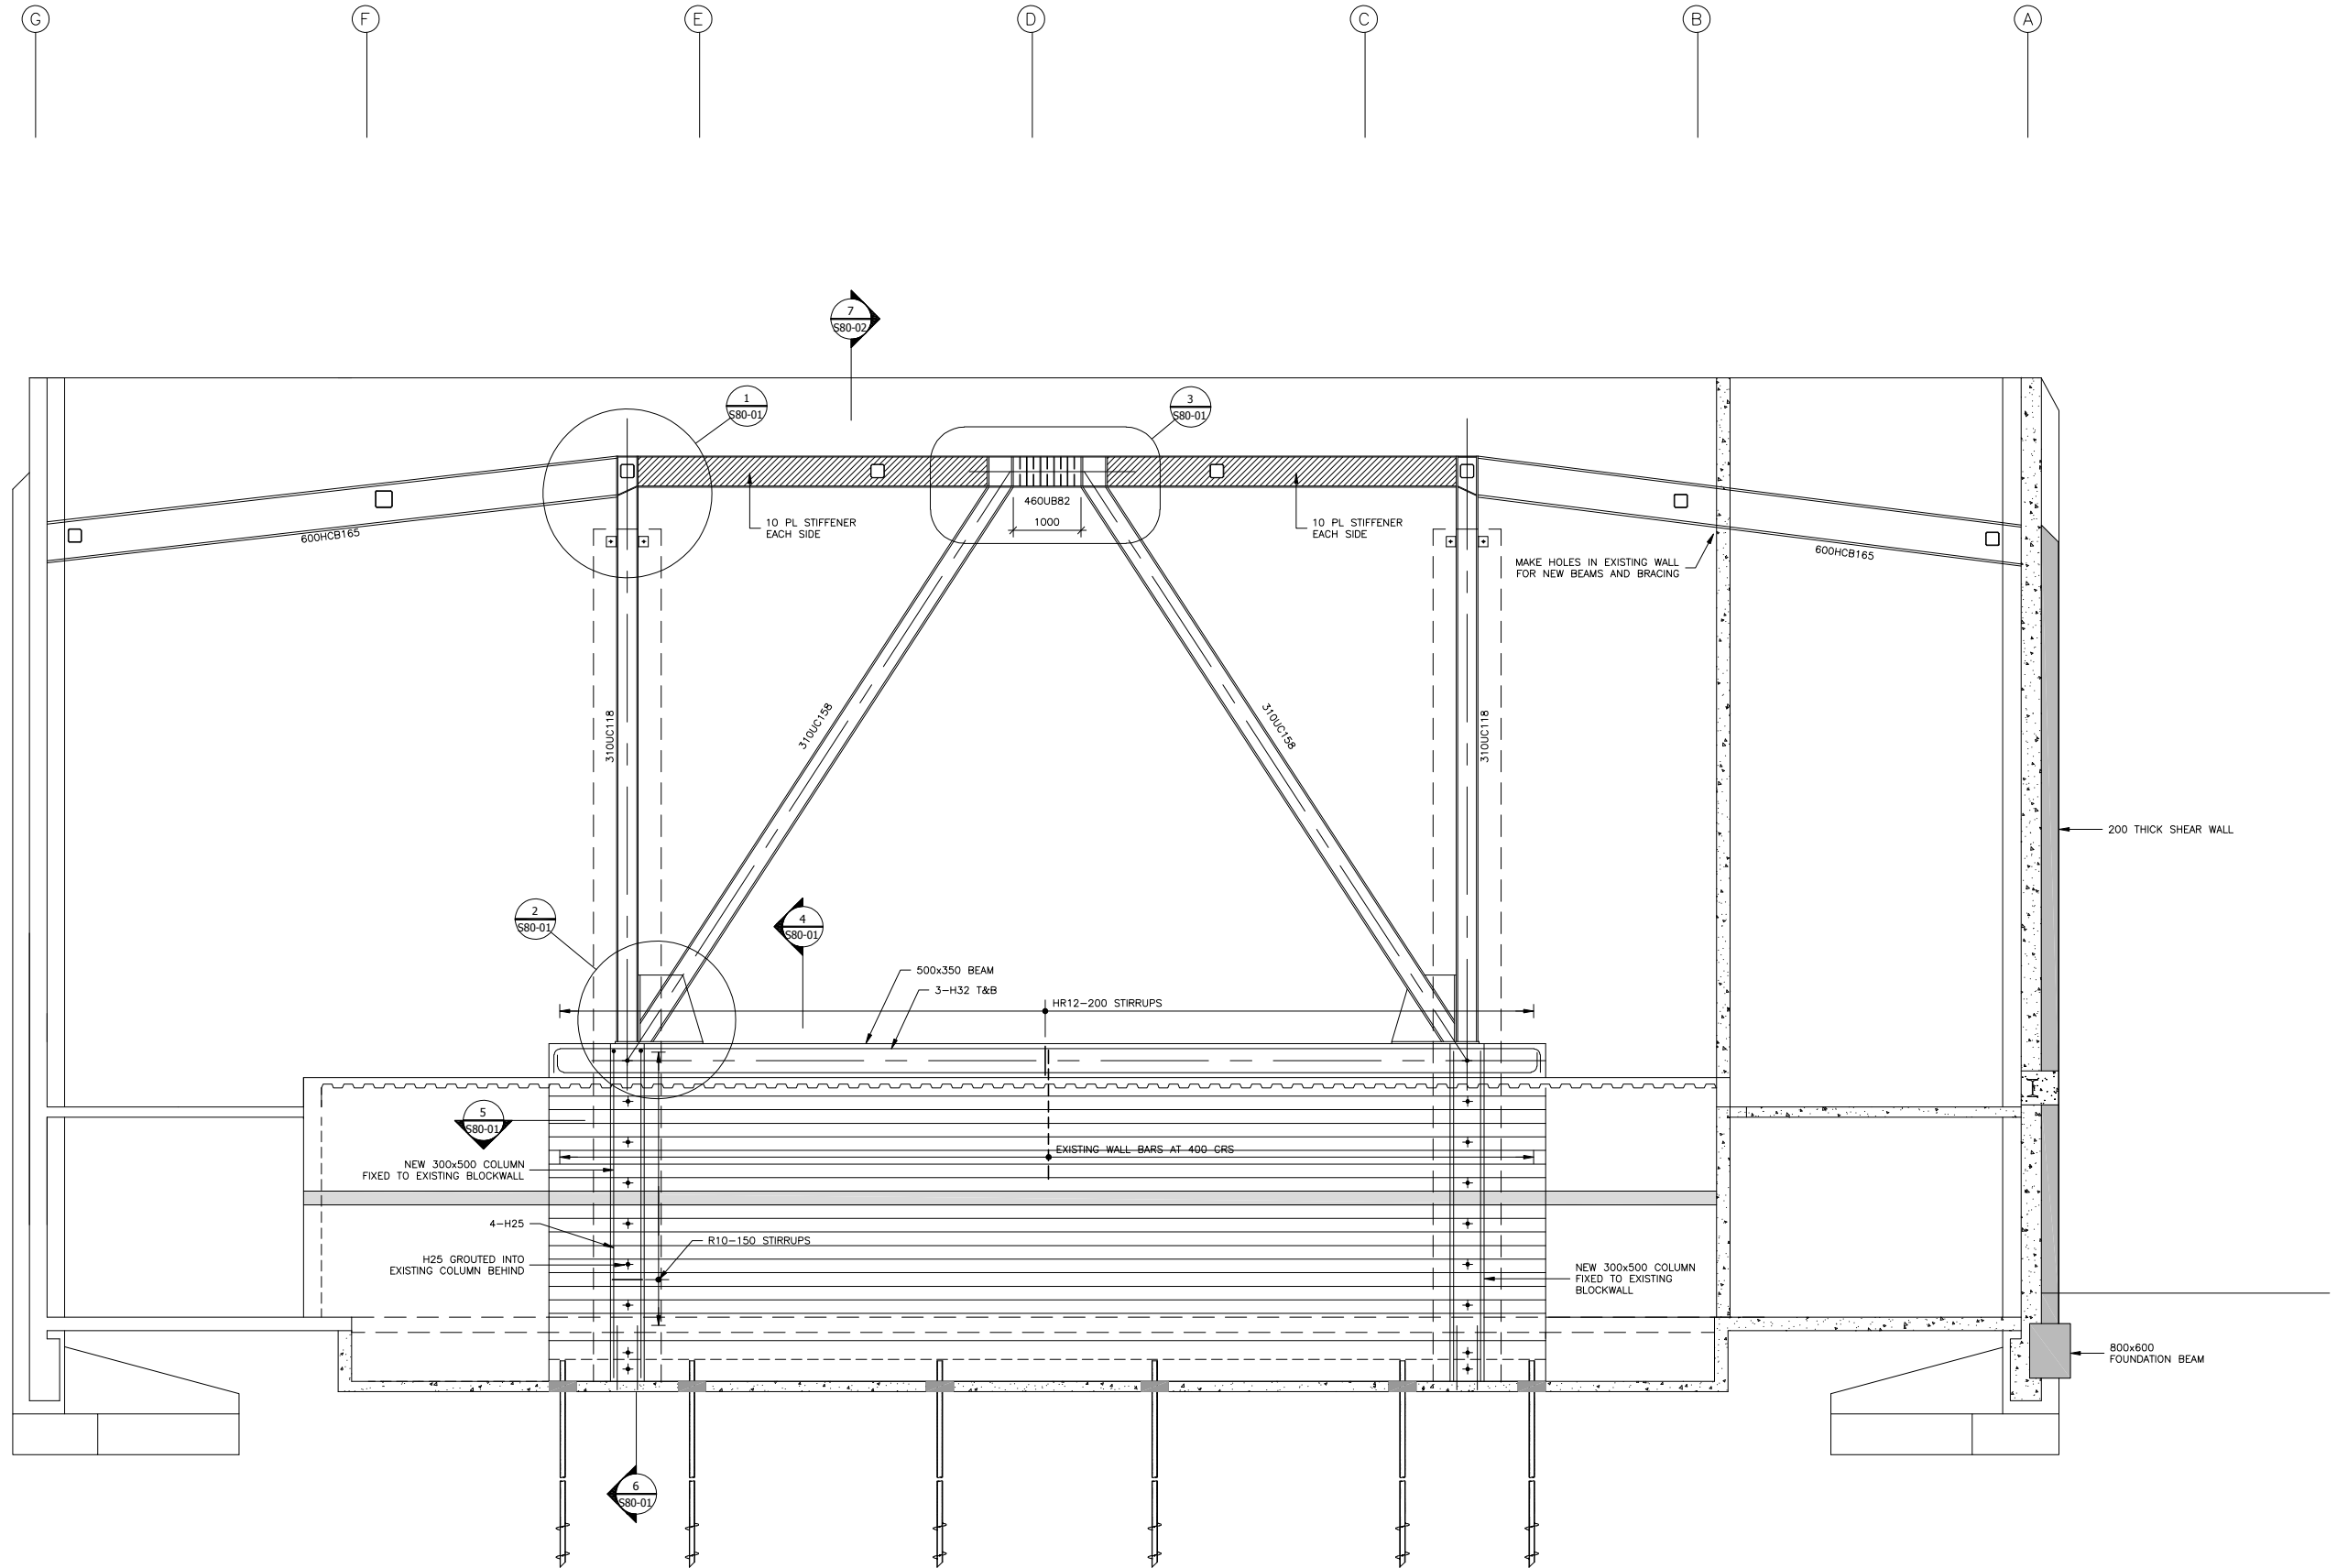 G
F
E
D
C
B
A
7
S80-02
1
S80-01
3
S80-01
460UB82
1000
10 PL STIFFENER
EACH SIDE
10 PL STIFFENER
EACH SIDE
600HCB165
600HCB165
MAKE HOLES IN EXISTING WALL
FOR NEW BEAMS AND BRACING
310UC118
310UC158
310UC158
310UC118
200 THICK SHEAR WALL
2
S80-01
4
S80-01
500x350 BEAM
3-H32 T&B
HR12-200 STIRRUPS
5
S80-01
EXISTING WALL BARS AT 400 CRS
NEW 300x500 COLUMN
FIXED TO EXISTING BLOCKWALL
4-H25
R10-150 STIRRUPS
H25 GROUTED INTO
EXISTING COLUMN BEHIND
NEW 300x500 COLUMN
FIXED TO EXISTING
BLOCKWALL
800x600
FOUNDATION BEAM
6
S80-01